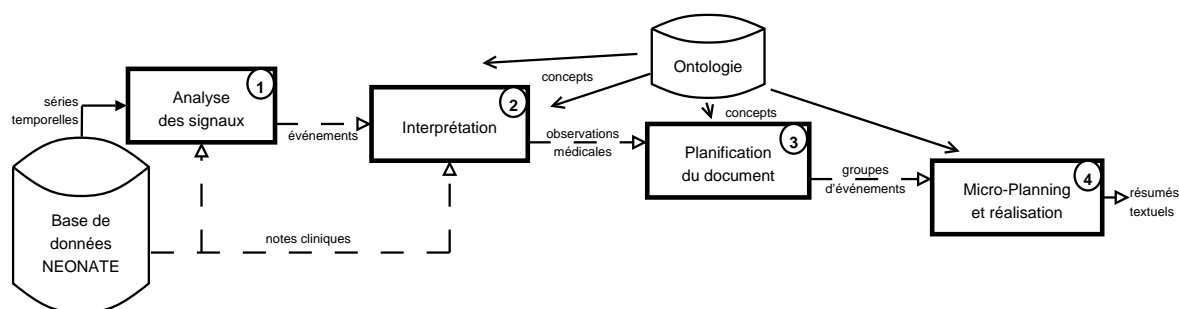 séries
temporelles
Analyse
des signaux
1
événements
Interprétation
2
concepts
Ontologie
concepts
observations
médicales
Planification
du document
3
groupes
d'événements
Micro-Planning
et réalisation
4
résumés
textuels
Base de
données
NEONATE
notes cliniques